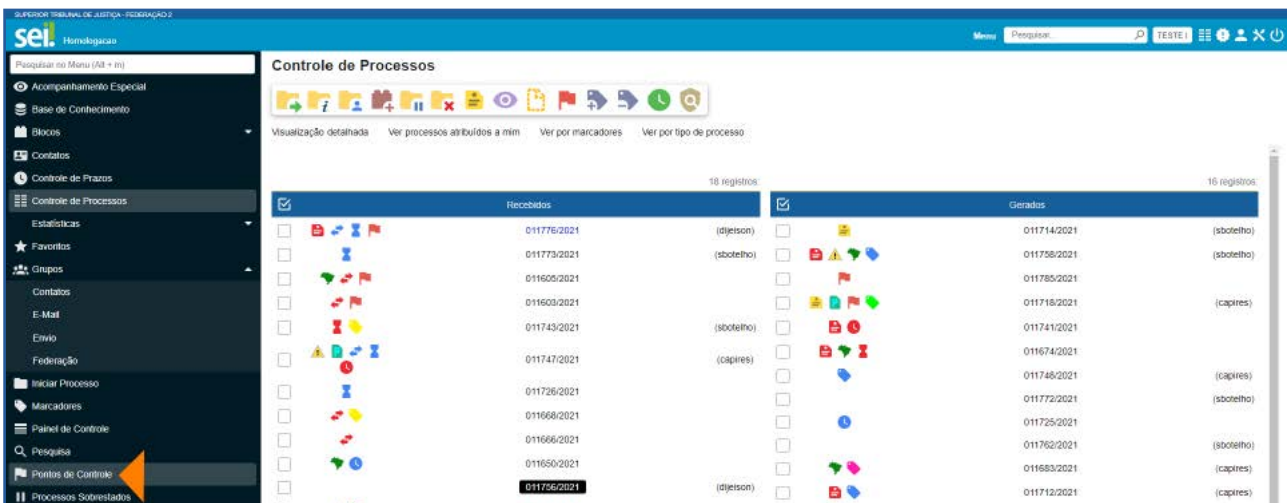 SUPERIOR TRIBUNAL DE JUSTIÇA - FEDERAÇÃO 2
sei. Homologacao
Menu Pesquisar... TESTE I
Pesquisar no Menu (Alt + m)
Acompanhamento Especial
Base de Conhecimento
Blocos
Contatos
Controle de Prazos
Controle de Processos
Estatísticas
Favoritos
Grupos
Contatos
E-Mail
Envio
Federação
Iniciar Processo
Marcadores
Painel de Controle
Pesquisa
Pontos de Controle
Processos Sobrestados
Controle de Processos
Visualização detalhada Ver processos atribuídos a mim Ver por marcadores Ver por tipo de processo
18 registros:
Recebidos
011776/2021 (dijeison)
011773/2021 (sbotelho)
011605/2021
011603/2021
011743/2021 (sbotelho)
011747/2021 (capires)
011726/2021
011668/2021
011666/2021
011650/2021
011756/2021 (dijeison)
16 registros:
Gerados
011714/2021 (sbotelho)
011758/2021 (sbotelho)
011785/2021
011718/2021 (capires)
011741/2021
011674/2021
011746/2021 (capires)
011772/2021 (sbotelho)
011725/2021
011762/2021 (sbotelho)
011683/2021 (capires)
011712/2021 (capires)